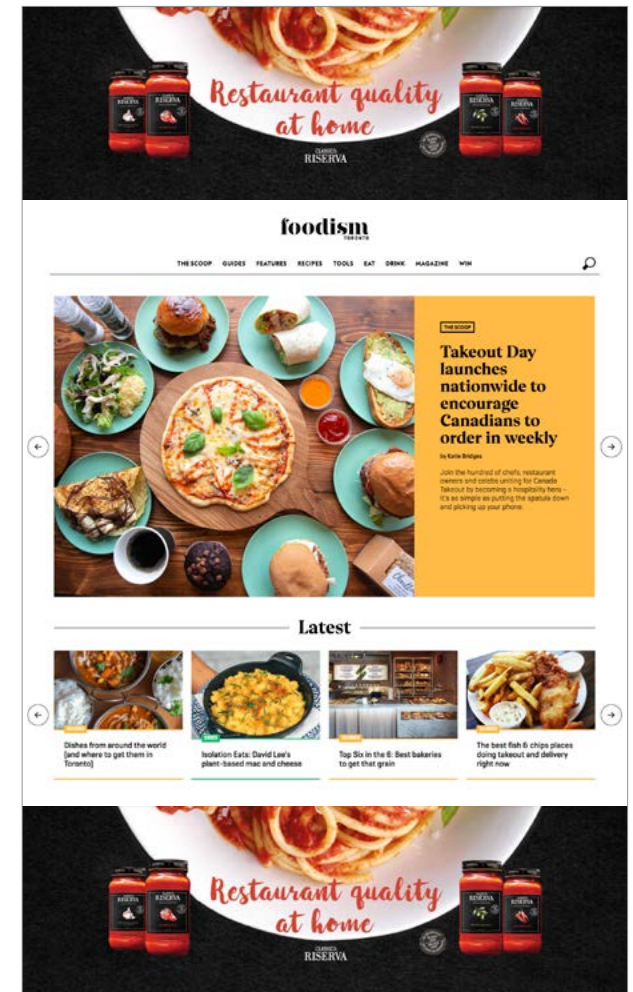 Restaurant quality
at home
CLASSICO
RISERVA
foodism
TORONTO
THE SCOOP GUIDES FEATURES RECIPES TOOLS EAT DRINK MAGAZINE WIN
THE SCOOP
Takeout Day
launches
nationwide to
encourage
Canadians to
order in weekly
by Katie Bridges
Join the hundred of chefs, restaurant
owners and celebs uniting for Canada
Takeout by becoming a hospitality hero –
it's as simple as putting the spatula down
and picking up your phone
Latest
Dishes from around the world
(and where to get them in
Toronto)
Isolation Eats: David Lee's
plant-based mac and cheese
Top Six in the 6: Best bakeries
to get that grain
The best fish & chips places
doing takeout and delivery
right now
Restaurant quality
at home
CLASSICO
RISERVA